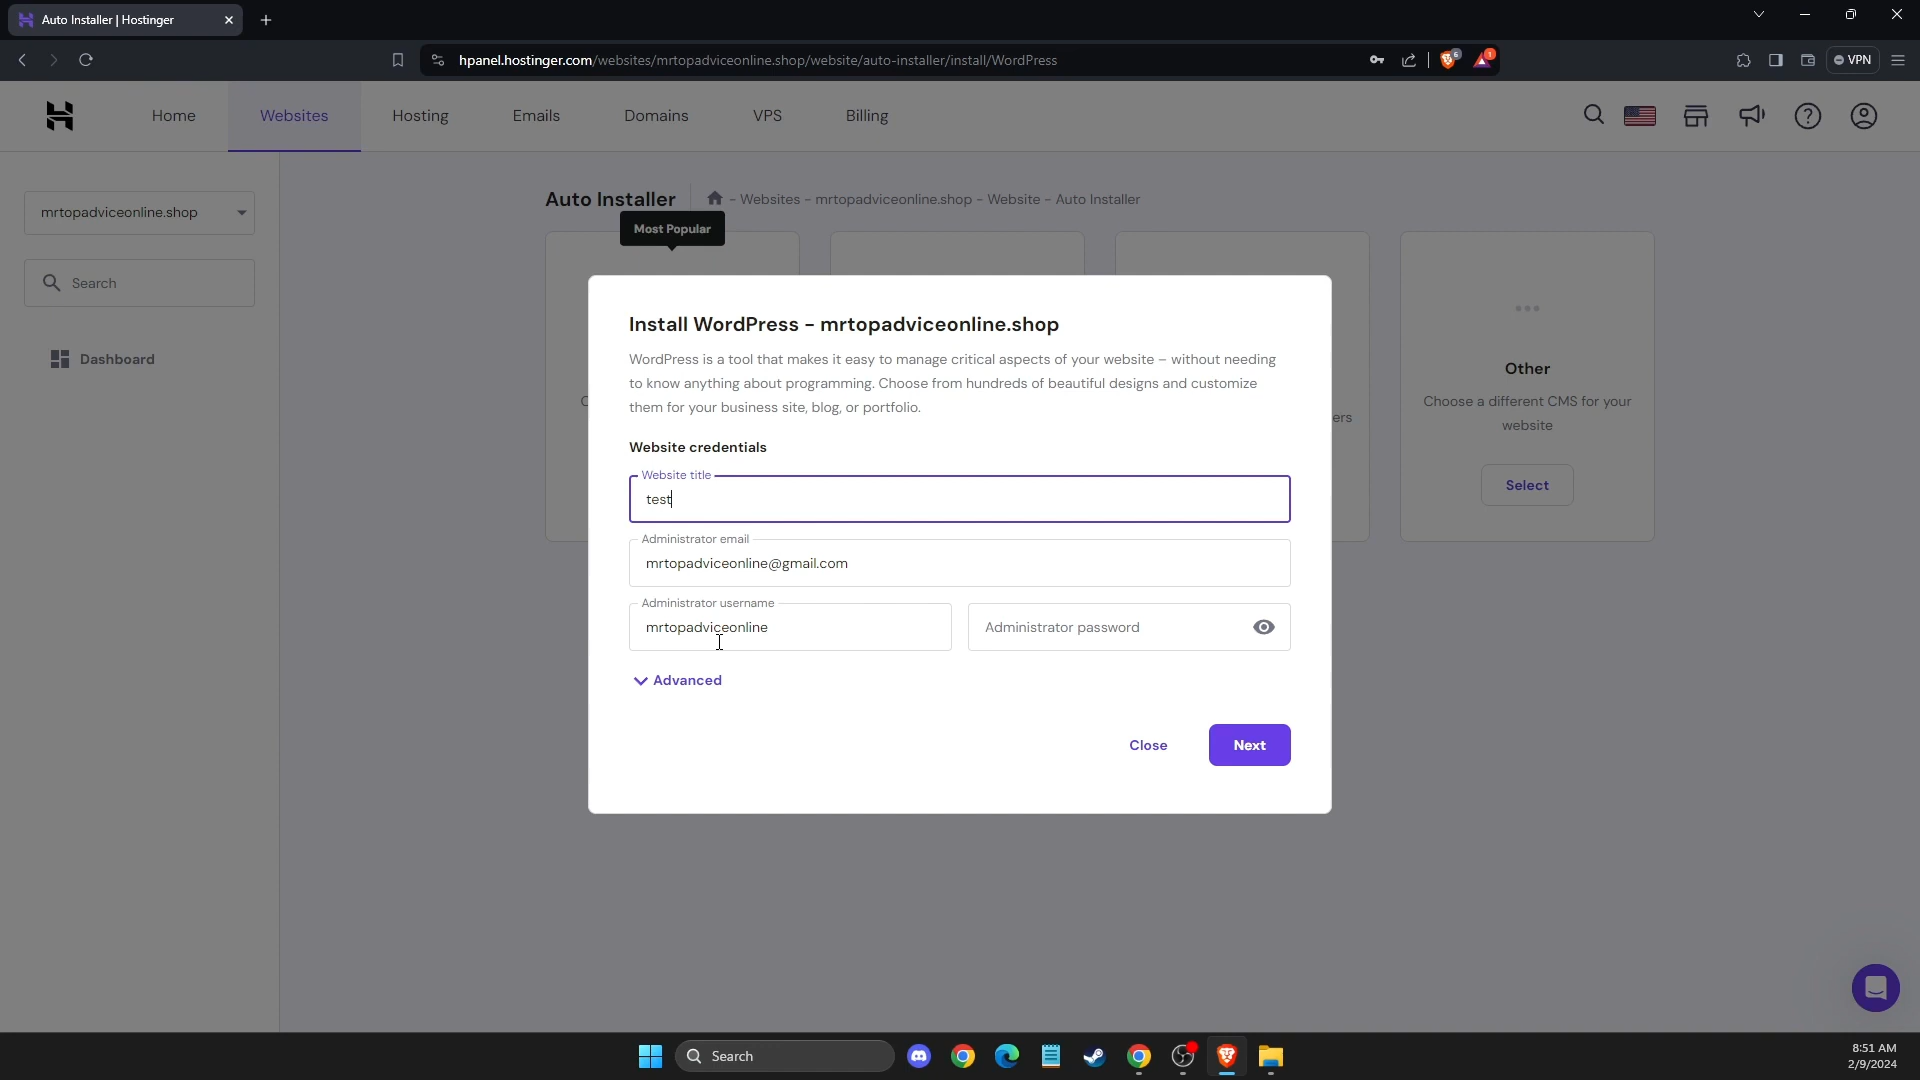 Auto Installer | Hostinger
hpanel.hostinger.com/websites/mrtopadviceonline.shop/website/auto-installer/install/WordPress
6
1
VPN
Home
Websites
Hosting
Emails
Domains
VPS
Billing
mrtopadviceonline.shop
Search
Dashboard
Auto Installer
- Websites - mrtopadviceonline.shop - Website - Auto Installer
Most Popular
Other
Choose a different CMS for your
website
Select
C
ers
Install WordPress - mrtopadviceonline.shop
WordPress is a tool that makes it easy to manage critical aspects of your website – without needing
to know anything about programming. Choose from hundreds of beautiful designs and customize
them for your business site, blog, or portfolio.
Website credentials
Website title
test
Administrator email
mrtopadviceonline@gmail.com
Administrator username
mrtopadviceonline
Administrator password
Advanced
Close
Next
Search
8:51 AM
2/9/2024